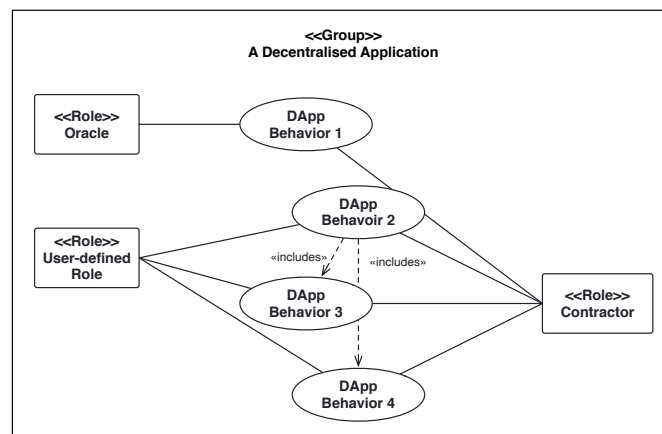 <<Group>>
A Decentralised Application
<<Role>>
Oracle
DApp
Behavior 1
DApp
Behavoir 2
<<Role>>
User-defined
Role
«includes»
«includes»
DApp
Behavior 3
<<Role>>
Contractor
DApp
Behavior 4